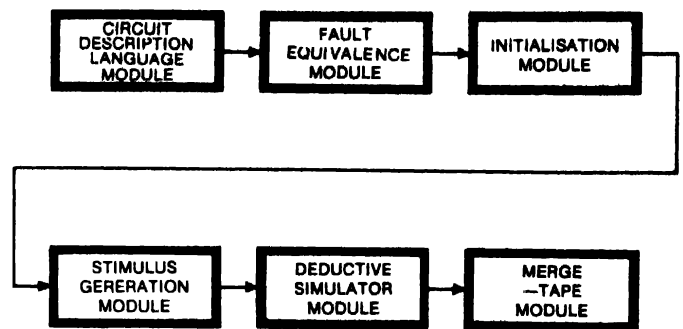 CIRCUIT
DESCRIPTION
LANGUAGE
MODULE
FAULT
EQUIVALENCE
MODULE
INITIALISATION
MODULE
STIMULUS
GERERATION
MODULE
DEDUCTIVE
SIMULATOR
MODULE
MERGE
—TAPE
MODULE